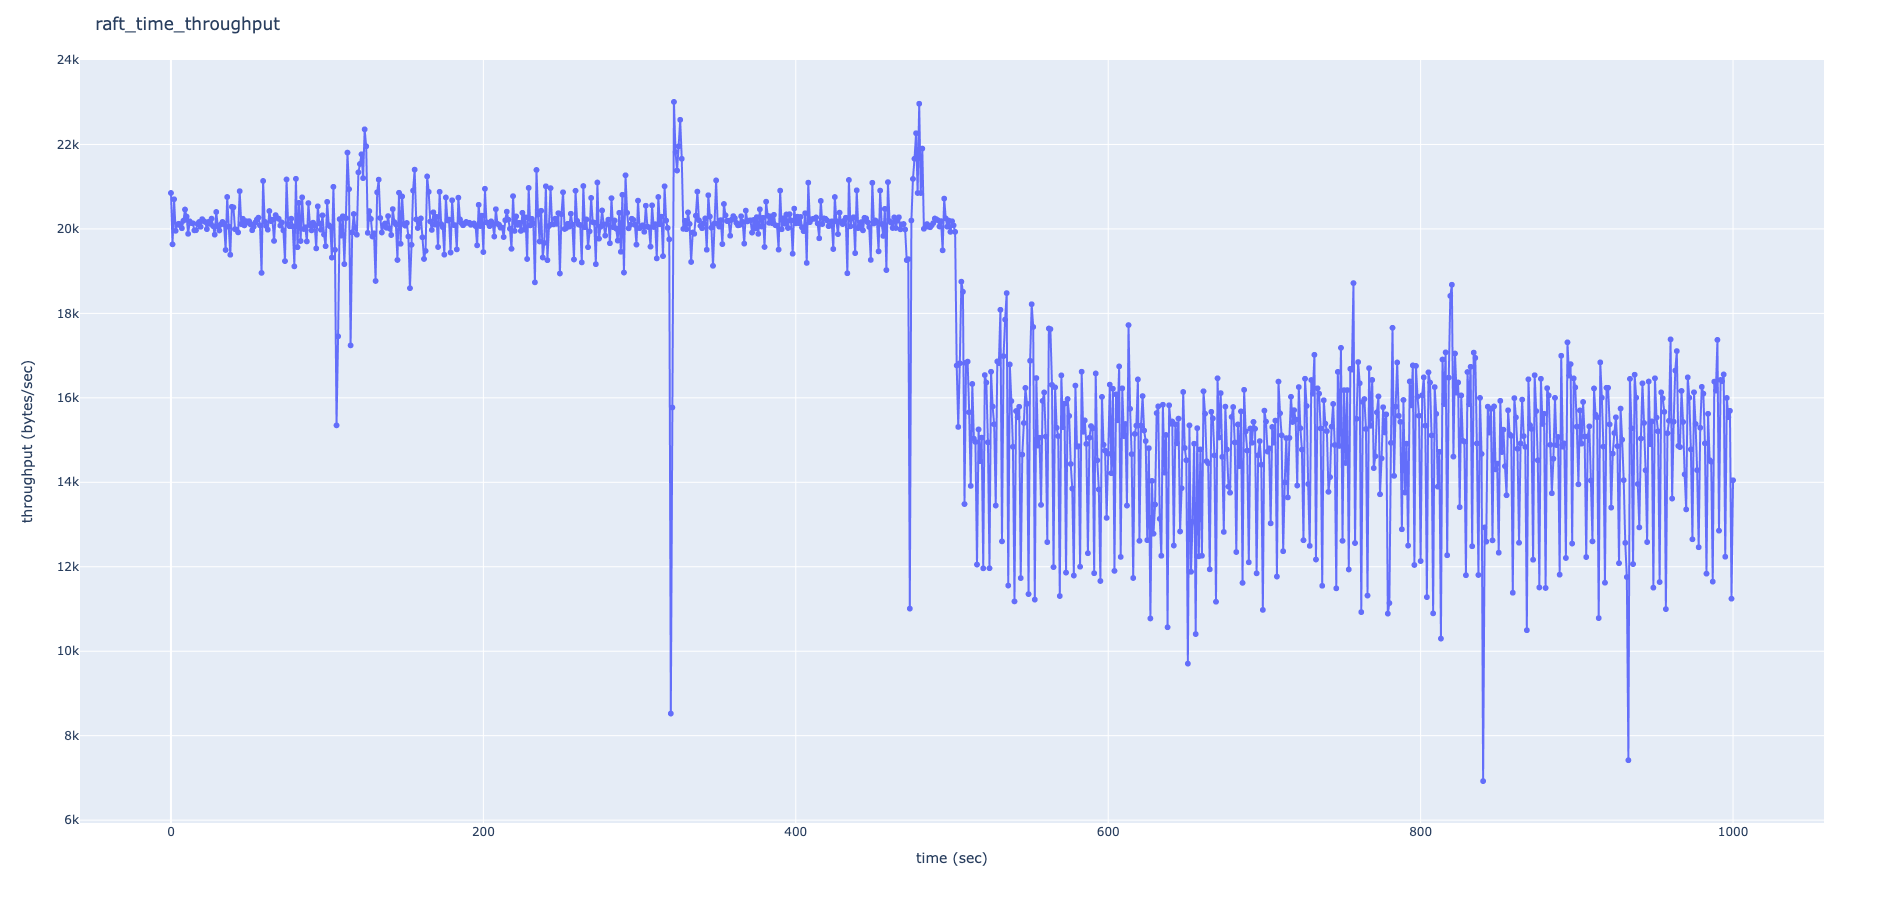 raft_time_throughput
24k
22k
20k
18k
16k
14k
12k
10k
8k
6k
throughput (bytes/sec)
0 200 400 600 800 1000
time (sec)